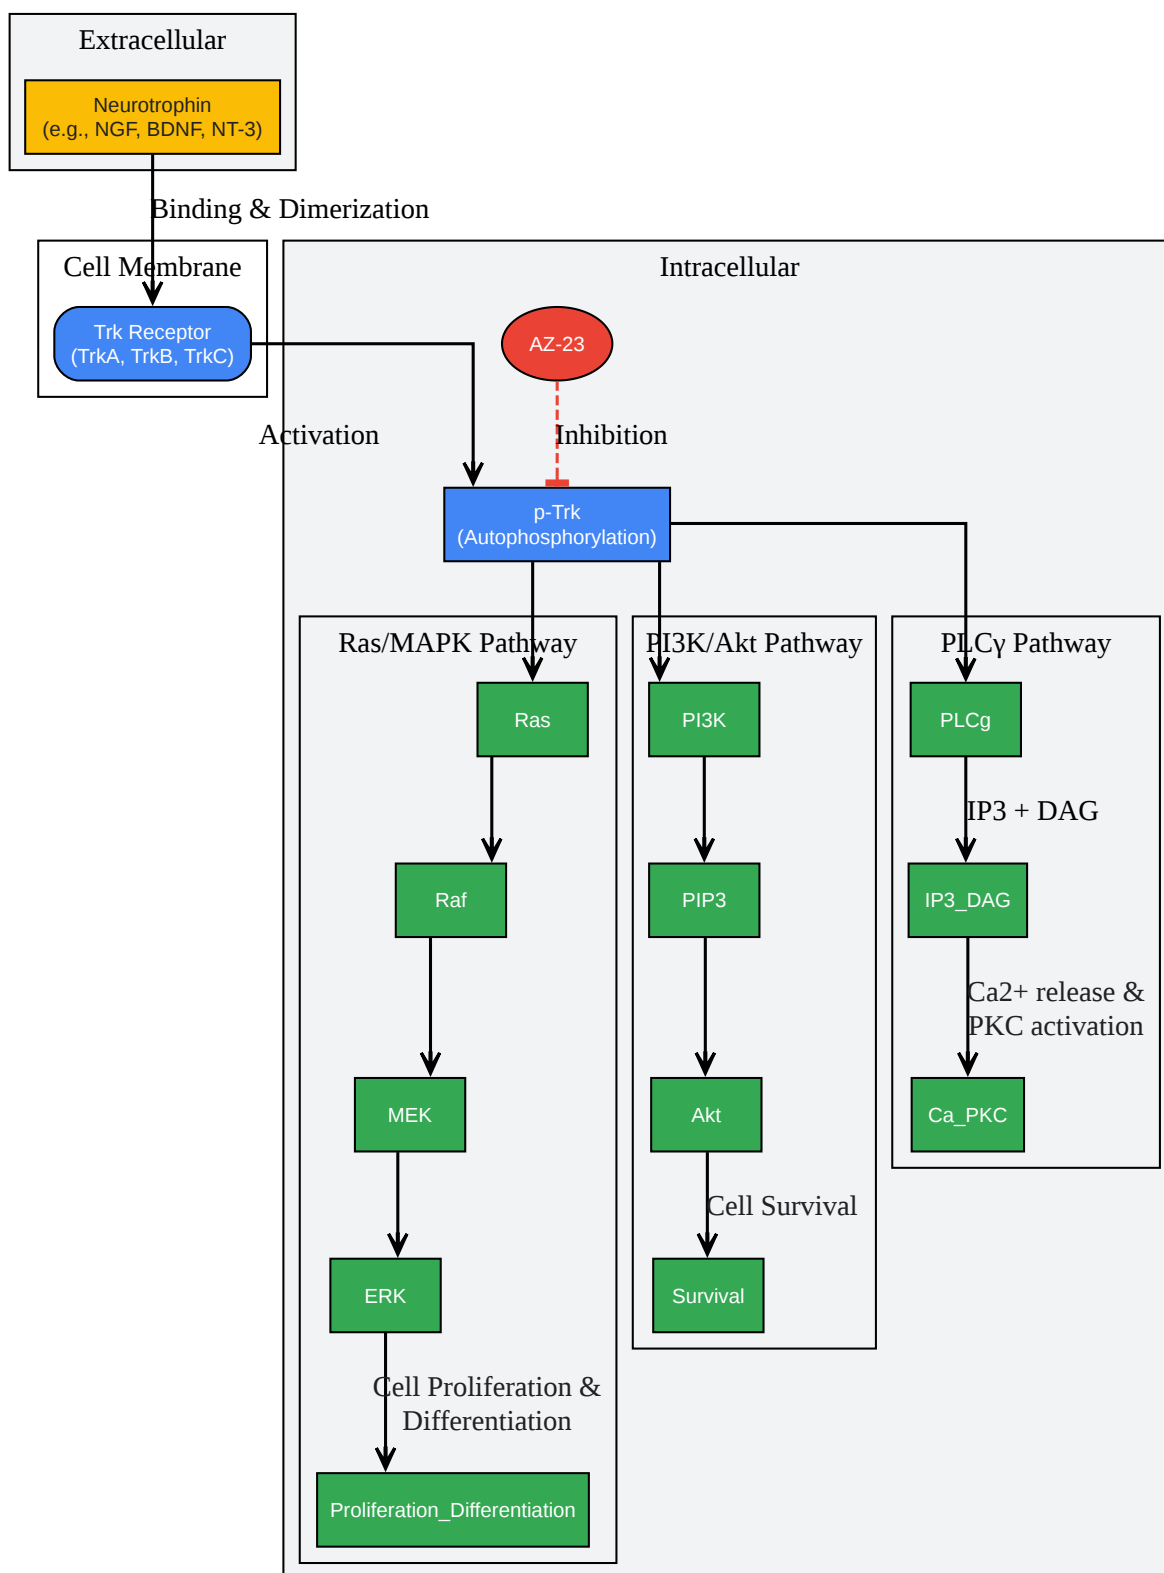 Extracellular
Neurotrophin
(e.g., NGF, BDNF, NT-3)
Binding & Dimerization
Cell Membrane
Intracellular
Trk Receptor
(TrkA, TrkB, TrkC)
AZ-23
Activation
Inhibition
p-Trk
(Autophosphorylation)
Ras/MAPK Pathway
PI3K/Akt Pathway
PLCγ Pathway
Ras
PI3K
PLCg
IP3 + DAG
Raf
PIP3
IP3_DAG
Ca2+ release &
PKC activation
MEK
Akt
Ca_PKC
Cell Survival
ERK
Survival
Cell Proliferation &
Differentiation
Proliferation_Differentiation